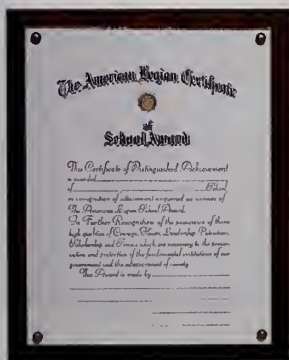 The American Legion Certificate
of
School Award
This Certificate of Distinguished Achievement
is awarded
of School
in recognition of attainment acquired as winner of
The American Legion School Award.
In Further Recognition of the possession of those
high qualities of Courage, Honor, Leadership, Patriotism,
Scholarship and Service which are necessary to the preser-
vation and protection of the fundamental institutions of our
government and the advancement of society
This Award is made by